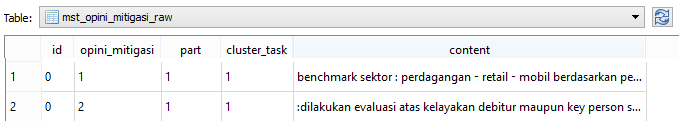 Table: mst_opini_mitigasi_raw
id opini_mitigasi part cluster_task content
1 0 1 1 1 benchmark sektor : perdagangan - retail - mobil berdasarkan pe...
2 0 2 1 1 :dilakukan evaluasi atas kelayakan debitur maupun key person s...